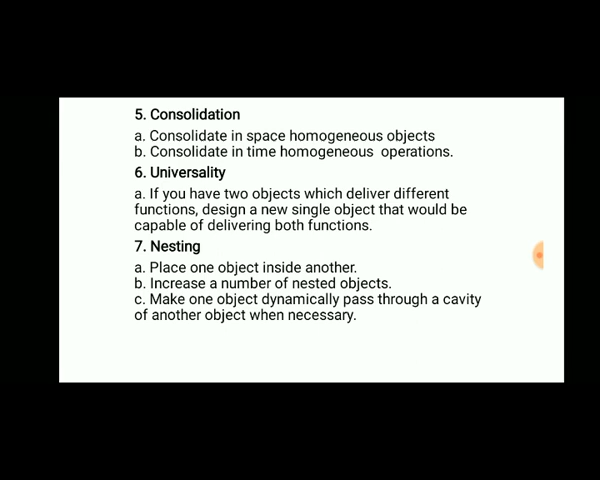 5. Consolidation
a. Consolidate in space homogeneous objects
b. Consolidate in time homogeneous  operations.
6. Universality
a. If you have two objects which deliver different
functions, design a new single object that would be
capable of delivering both functions.
7. Nesting
a. Place one object inside another.
b. Increase a number of nested objects.
c. Make one object dynamically pass through a cavity
of another object when necessary.